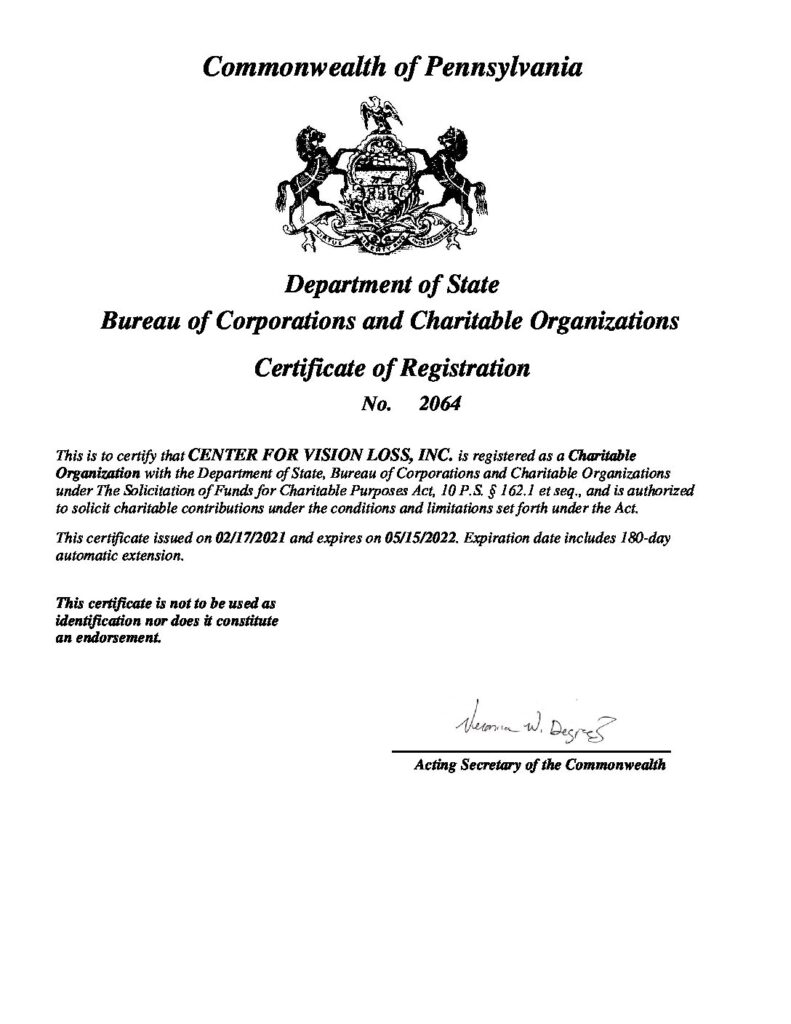 Commonwealth of Pennsylvania
VIRTUE LIBERTY AND INDEPENDENCE
Department of State
Bureau of Corporations and Charitable Organizations
Certificate of Registration
No. 2064
This is to certify that CENTER FOR VISION LOSS, INC. is registered as a Charitable
Organization with the Department of State, Bureau of Corporations and Charitable Organizations
under The Solicitation of Funds for Charitable Purposes Act, 10 P.S. § 162.1 et seq., and is authorized
to solicit charitable contributions under the conditions and limitations set forth under the Act.
This certificate issued on 02/17/2021 and expires on 05/15/2022. Expiration date includes 180-day
automatic extension.
This certificate is not to be used as
identification nor does it constitute
an endorsement.
Veronica W. Degraff
Acting Secretary of the Commonwealth